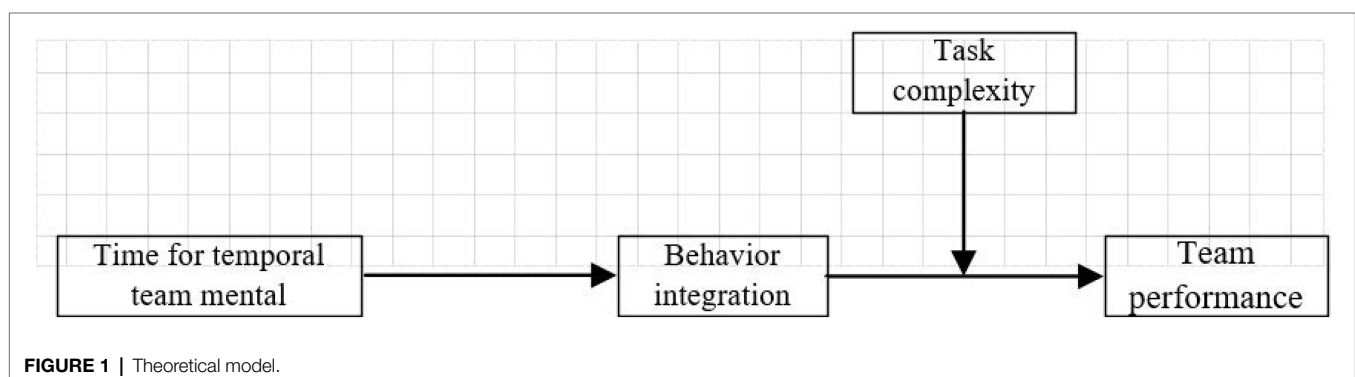 Task
complexity
Time for temporal
team mental
Behavior
integration
Team
performance
FIGURE 1 | Theoretical model.